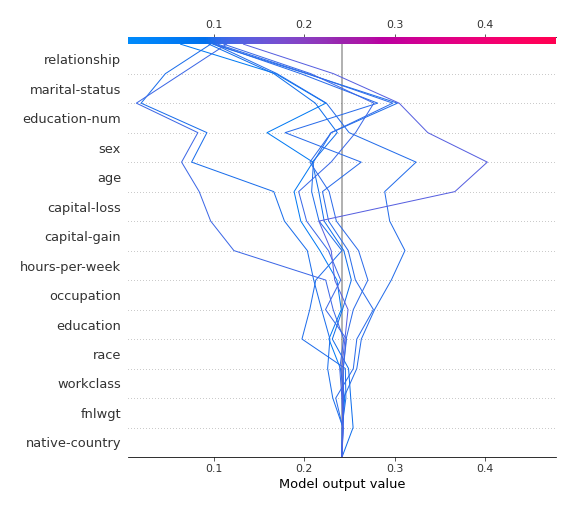 0.1 0.2 0.3 0.4
relationship
marital-status
education-num
sex
age
capital-loss
capital-gain
hours-per-week
occupation
education
race
workclass
fnlwgt
native-country
0.1 0.2 0.3 0.4
Model output value